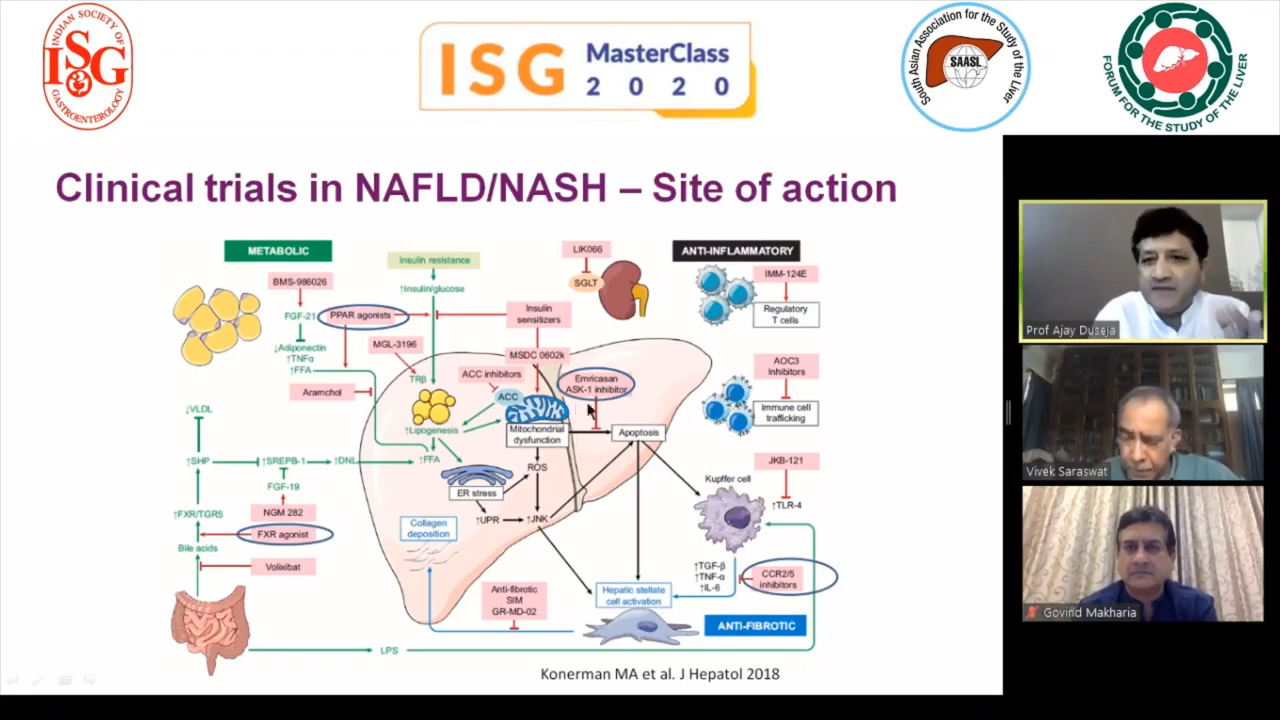 INDIAN SOCIETY OF
ISG
GASTROENTEROLOGY
ISG MasterClass
2020
South Asian Association for the Study of the Liver
SAASL
FORUM FOR THE STUDY OF THE LIVER
Clinical trials in NAFLD/NASH – Site of action
METABOLIC
BMS-986026
FGF-21
PPAR agonists
↓Adiponectin
↑TNFα
↑FFA
Aramchol
Insulin resistance
↑Insulin/glucose
MGL-3196
TRβ
LIK066
SGLT
Insulin
sensitizers
MSDC 0602k
ACC inhibitors
ACC
Emricasan
ASK-1 inhibitor
↑Lipogenesis
Mitochondrial
dysfunction
Apoptosis
↓VLDL
↑SHP
↑SREPB-1
↑DNL
↑FFA
ROS
FGF-19
ER stress
NGM 282
↑FXR/TGR5
FXR agonist
↑UPR
↑JNK
Bile acids
Volixibat
Collagen
deposition
Anti-fibrotic
SIM
GR-MD-02
Hepatic stellate
cell activation
LPS
ANTI-INFLAMMATORY
IMM-124E
Regulatory
T cells
AOC3
Inhibitors
Immune cell
trafficking
JKB-121
Kupffer cell
↑TLR-4
↑TGF-β
↑TNF-α
↑IL-6
CCR2/5
inhibitors
ANTI-FIBROTIC
Konerman MA et al. J Hepatol 2018
Prof Ajay Duseja
Vivek Saraswat
Govind Makharia